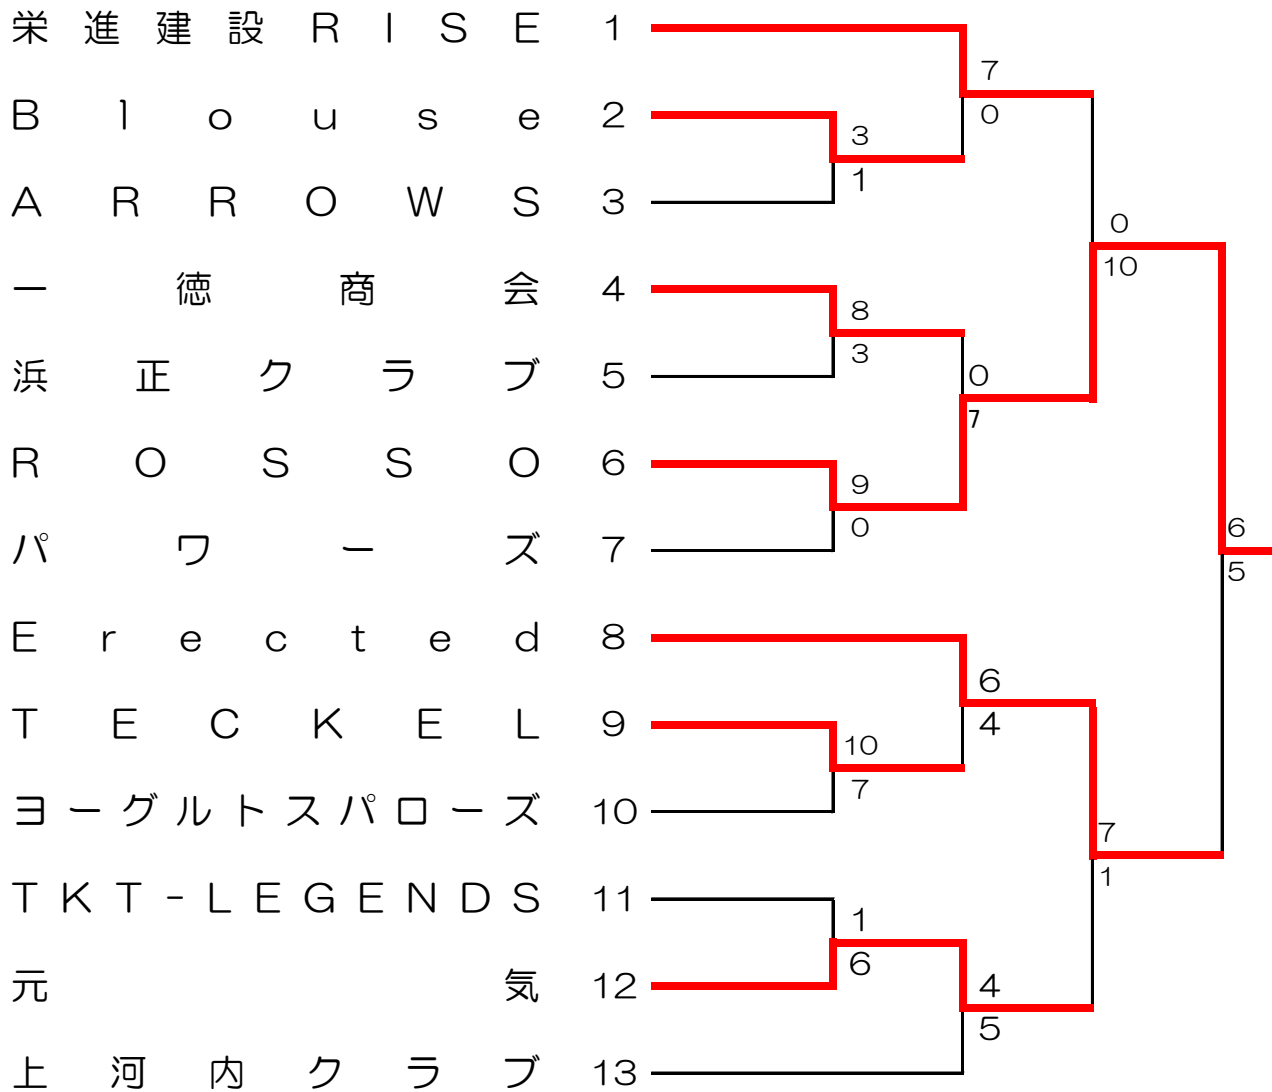 栄進建設RISE 1
Blouse 2
ARROWS 3
一徳商会 4
浜正クラブ 5
ROSSO 6
パワーズ 7
Erected 8
TECKEL 9
ヨーグルトスパローズ 10
TKT-LEGENDS 11
元気 12
上河内クラブ 13
3
1
8
3
9
0
10
7
1
6
7
0
0
7
6
4
4
5
0
10
7
1
6
5